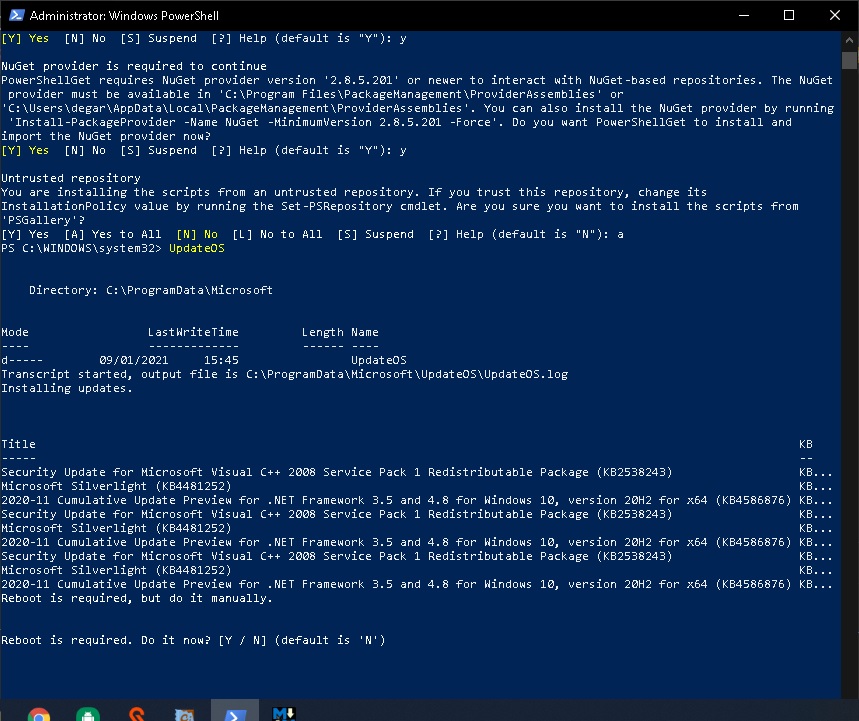 Administrator: Windows PowerShell
[Y] Yes  [N] No  [S] Suspend  [?] Help (default is "Y"): y
NuGet provider is required to continue
PowerShellGet requires NuGet provider version '2.8.5.201' or newer to interact with NuGet-based repositories. The NuGet
 provider must be available in 'C:\Program Files\PackageManagement\ProviderAssemblies' or
'C:\Users\degar\AppData\Local\PackageManagement\ProviderAssemblies'. You can also install the NuGet provider by running
 'Install-PackageProvider -Name NuGet -MinimumVersion 2.8.5.201 -Force'. Do you want PowerShellGet to install and
import the NuGet provider now?
[Y] Yes  [N] No  [S] Suspend  [?] Help (default is "Y"): y
Untrusted repository
You are installing the scripts from an untrusted repository. If you trust this repository, change its
InstallationPolicy value by running the Set-PSRepository cmdlet. Are you sure you want to install the scripts from
'PSGallery'?
[Y] Yes  [A] Yes to All  [N] No  [L] No to All  [S] Suspend  [?] Help (default is "N"): a
PS C:\WINDOWS\system32> UpdateOS
    Directory: C:\ProgramData\Microsoft
Mode                 LastWriteTime         Length Name
----                 -------------         ------ ----
d-----        09/01/2021     15:45                UpdateOS
Transcript started, output file is C:\ProgramData\Microsoft\UpdateOS\UpdateOS.log
Installing updates.
Title                                                                                                             KB
-----                                                                                                             --
Security Update for Microsoft Visual C++ 2008 Service Pack 1 Redistributable Package (KB2538243)                  KB...
Microsoft Silverlight (KB4481252)                                                                                 KB...
2020-11 Cumulative Update Preview for .NET Framework 3.5 and 4.8 for Windows 10, version 20H2 for x64 (KB4586876) KB...
Security Update for Microsoft Visual C++ 2008 Service Pack 1 Redistributable Package (KB2538243)                  KB...
Microsoft Silverlight (KB4481252)                                                                                 KB...
2020-11 Cumulative Update Preview for .NET Framework 3.5 and 4.8 for Windows 10, version 20H2 for x64 (KB4586876) KB...
Security Update for Microsoft Visual C++ 2008 Service Pack 1 Redistributable Package (KB2538243)                  KB...
Microsoft Silverlight (KB4481252)                                                                                 KB...
2020-11 Cumulative Update Preview for .NET Framework 3.5 and 4.8 for Windows 10, version 20H2 for x64 (KB4586876) KB...
Reboot is required, but do it manually.
Reboot is required. Do it now? [Y / N] (default is 'N')
M